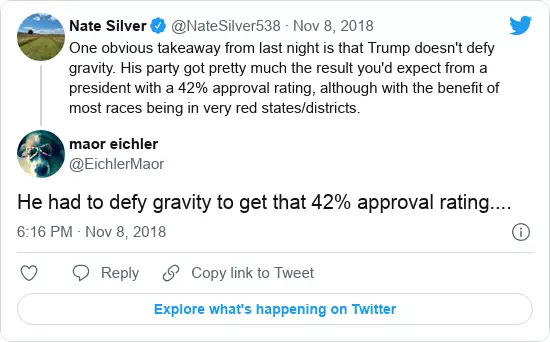 Nate Silver @NateSilver538 · Nov 8, 2018
One obvious takeaway from last night is that Trump doesn't defy
gravity. His party got pretty much the result you'd expect from a
president with a 42% approval rating, although with the benefit of
most races being in very red states/districts.
maor eichler
@EichlerMaor
He had to defy gravity to get that 42% approval rating....
6:16 PM · Nov 8, 2018
Reply Copy link to Tweet
Explore what's happening on Twitter